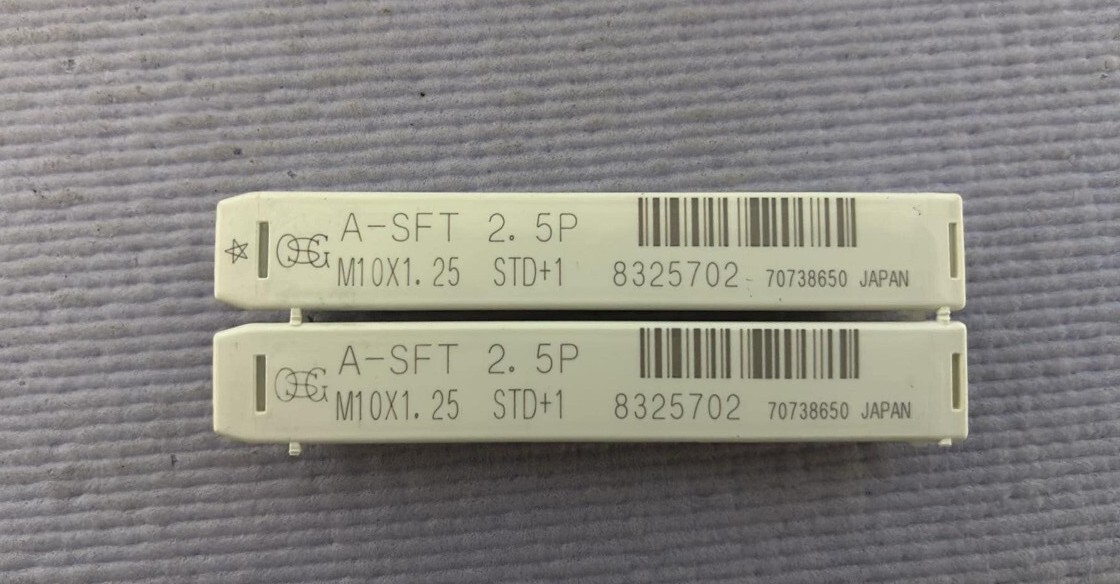 OSG A-SFT 2.5P
M10X1.25 STD+1 8325702 70738650 JAPAN
OSG A-SFT 2.5P
M10X1.25 STD+1 8325702 70738650 JAPAN